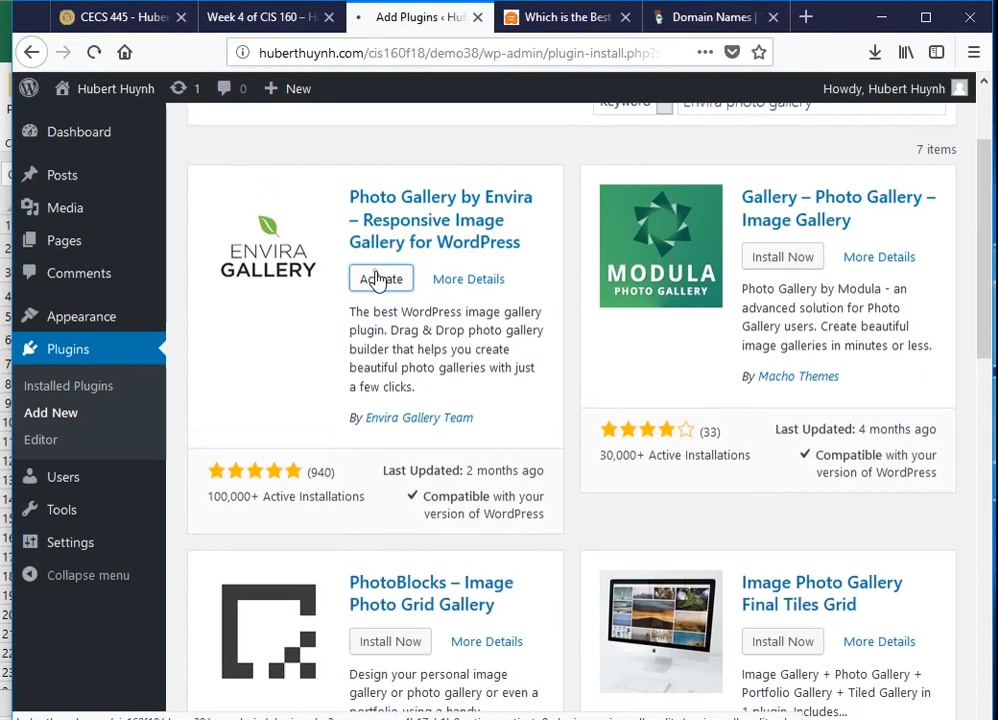 CECS 445 - Huber
Week 4 of CIS 160 –
Add Plugins ‹ Hu
Which is the Best
Domain Names |
huberthuynh.com/cis160f18/demo38/wp-admin/plugin-install.php?s
Hubert Huynh
1
0
New
Howdy, Hubert Huynh
Keyword
Envira photo gallery
7 items
Dashboard
Posts
Media
Pages
Comments
Appearance
Plugins
Installed Plugins
Add New
Editor
Users
Tools
Settings
Collapse menu
ENVIRA
GALLERY
Photo Gallery by Envira
– Responsive Image
Gallery for WordPress
Activate
More Details
The best WordPress image gallery
plugin. Drag & Drop photo gallery
builder that helps you create
beautiful photo galleries with just
a few clicks.
By Envira Gallery Team
(940)
Last Updated: 2 months ago
100,000+ Active Installations
Compatible with your
version of WordPress
MODULA
PHOTO GALLERY
Gallery – Photo Gallery –
Image Gallery
Install Now
More Details
Photo Gallery by Modula - an
advanced solution for Photo
Gallery users. Create beautiful
image galleries in minutes or less.
By Macho Themes
(33)
Last Updated: 4 months ago
30,000+ Active Installations
Compatible with your
version of WordPress
PhotoBlocks – Image
Photo Grid Gallery
Install Now
More Details
Design your personal image
gallery or photo gallery or even a
Image Photo Gallery
Final Tiles Grid
Install Now
More Details
Image Gallery + Photo Gallery +
Portfolio Gallery + Tiled Gallery in
1 plugin. Includes...